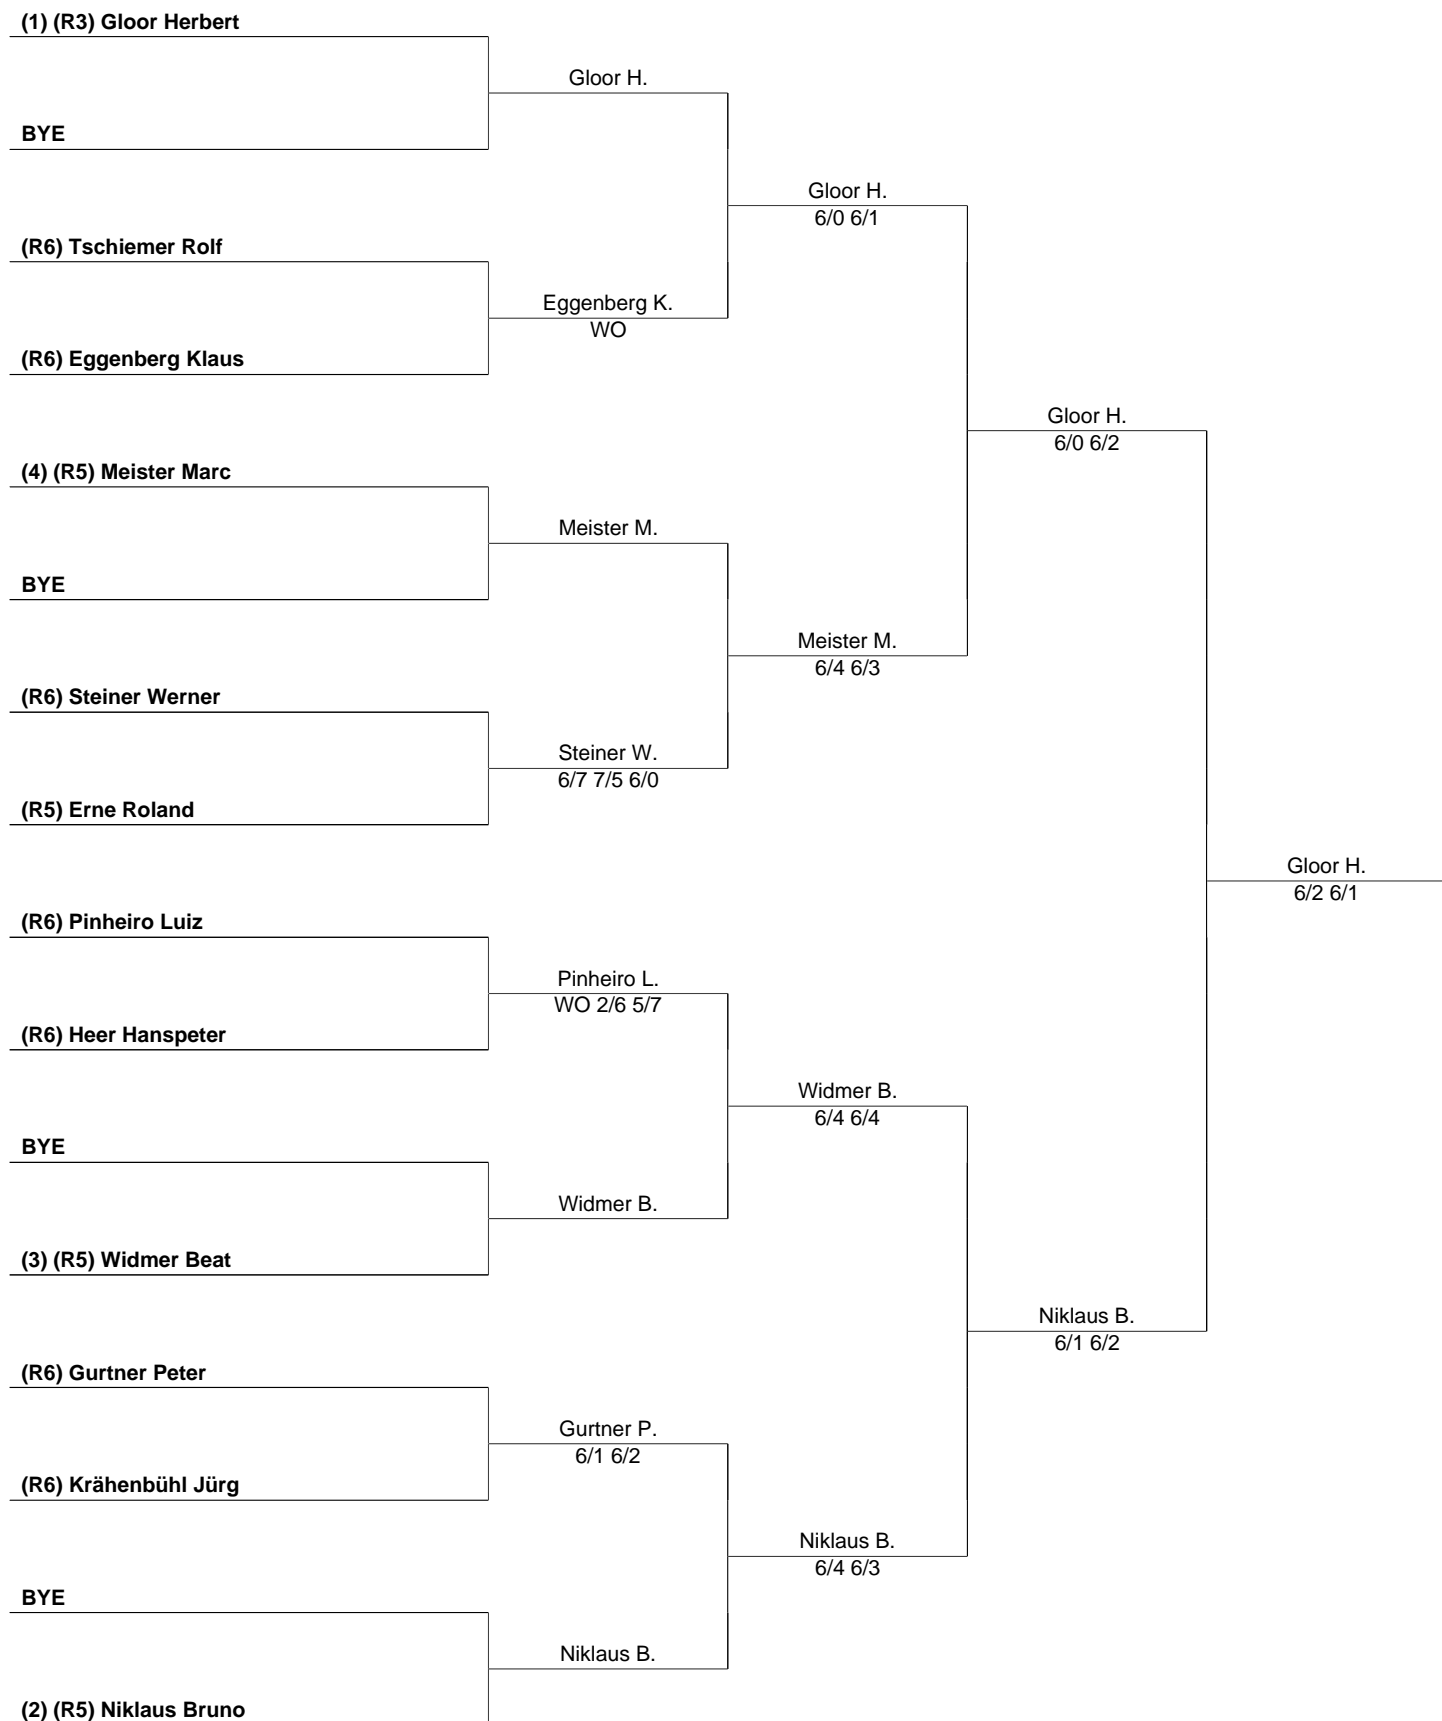 (1) (R3) Gloor Herbert
Gloor H.
BYE
Gloor H.
6/0 6/1
(R6) Tschiemer Rolf
Eggenberg K.
WO
(R6) Eggenberg Klaus
Gloor H.
6/0 6/2
(4) (R5) Meister Marc
Meister M.
BYE
Meister M.
6/4 6/3
(R6) Steiner Werner
Steiner W.
6/7 7/5 6/0
(R5) Erne Roland
Gloor H.
6/2 6/1
(R6) Pinheiro Luiz
Pinheiro L.
WO 2/6 5/7
(R6) Heer Hanspeter
Widmer B.
6/4 6/4
BYE
Widmer B.
(3) (R5) Widmer Beat
Niklaus B.
6/1 6/2
(R6) Gurtner Peter
Gurtner P.
6/1 6/2
(R6) Krähenbühl Jürg
Niklaus B.
6/4 6/3
BYE
Niklaus B.
(2) (R5) Niklaus Bruno